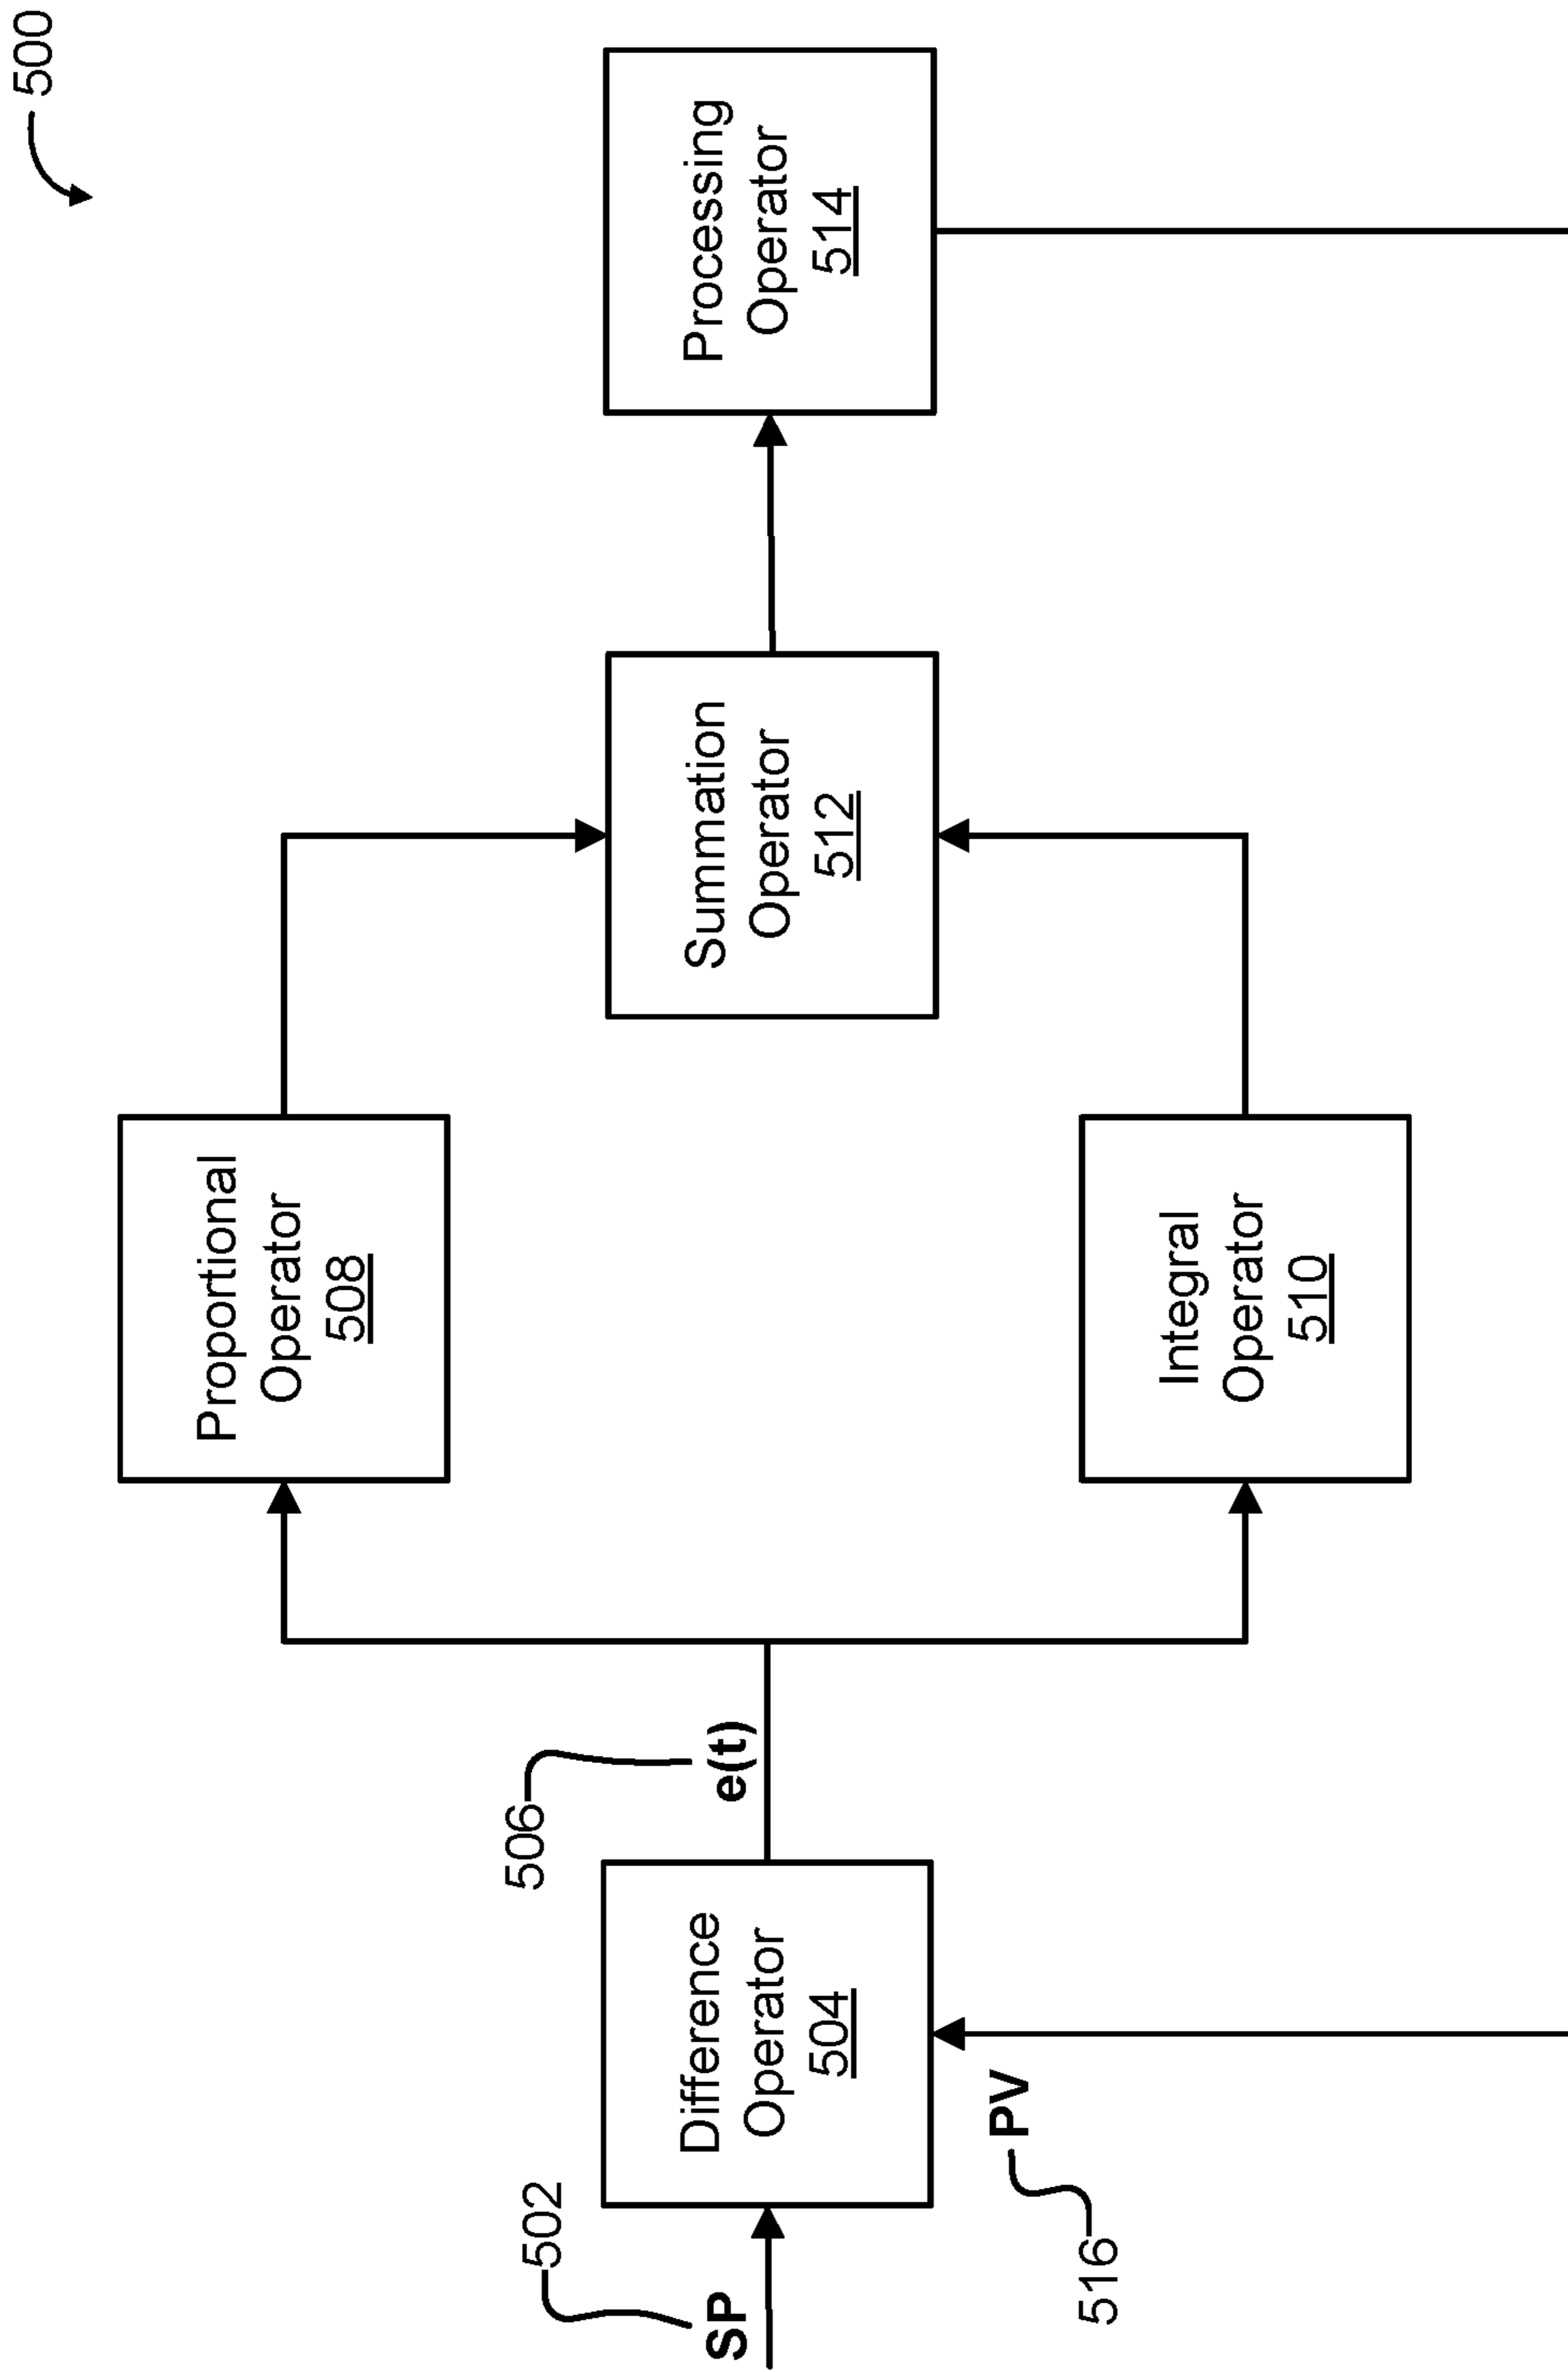 500
Proportional
Operator
508
506
e(t)
502
SP
Difference
Operator
504
Summation
Operator
512
Processing
Operator
514
PV
516
Integral
Operator
510